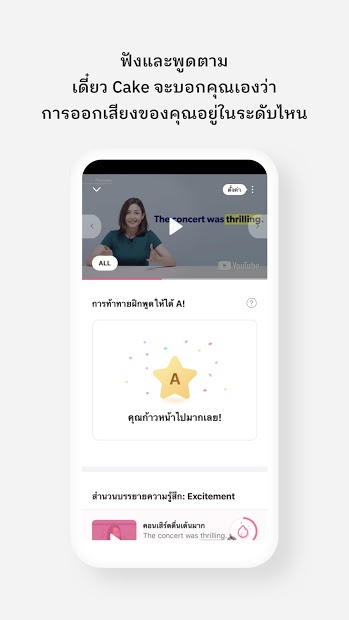 ฟังและพูดตาม
เดี๋ยว Cake จะบอกคุณเองว่า
การออกเสียงของคุณอยู่ในระดับไหน
ตั้งค่า
The concert was thrilling.
ALL
YouTube
การท้าทายฝึกพูดให้ได้ A!
?
A
คุณก้าวหน้าไปมากเลย!
สำนวนบรรยายความรู้สึก: Excitement
คอนเสิร์ตตื่นเต้นมาก
The concert was thrilling.